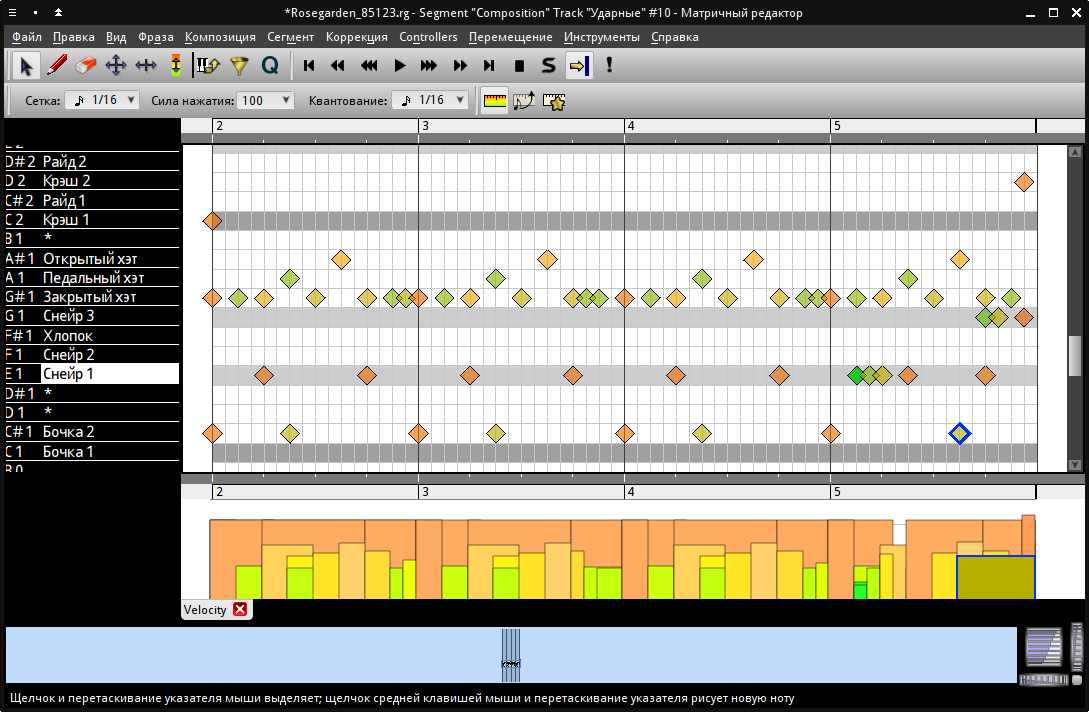 *Rosegarden_85123.rg - Segment "Composition" Track "Ударные" #10 - Матричный редактор
Файл Правка Вид Фраза Композиция Сегмент Коррекция Controllers Перемещение Инструменты Справка
Сетка: 1/16 Сила нажатия: 100 Квантование: 1/16
2 3 4 5
D# 2 Райд 2
D 2 Крэш 2
C# 2 Райд 1
C 2 Крэш 1
B 1 *
A# 1 Открытый хэт
A 1 Педальный хэт
G# 1 Закрытый хэт
G 1 Снейр 3
F# 1 Хлопок
F 1 Снейр 2
E 1 Снейр 1
D# 1 *
D 1 *
C# 1 Бочка 2
C 1 Бочка 1
B 0
2 3 4 5
Velocity
Щелчок и перетаскивание указателя мыши выделяет; щелчок средней клавишей мыши и перетаскивание указателя рисует новую ноту